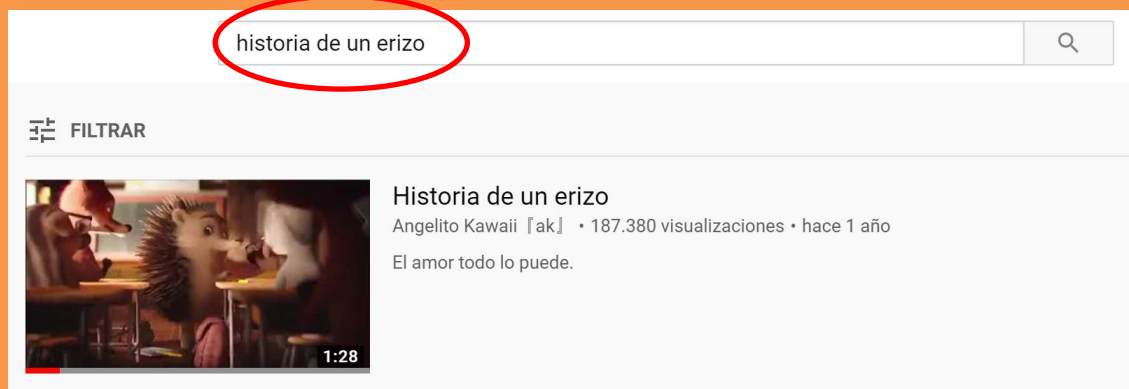 historia de un erizo
FILTRAR
Historia de un erizo
Angelito Kawaii『ak』 • 187.380 visualizaciones • hace 1 año
El amor todo lo puede.
1:28